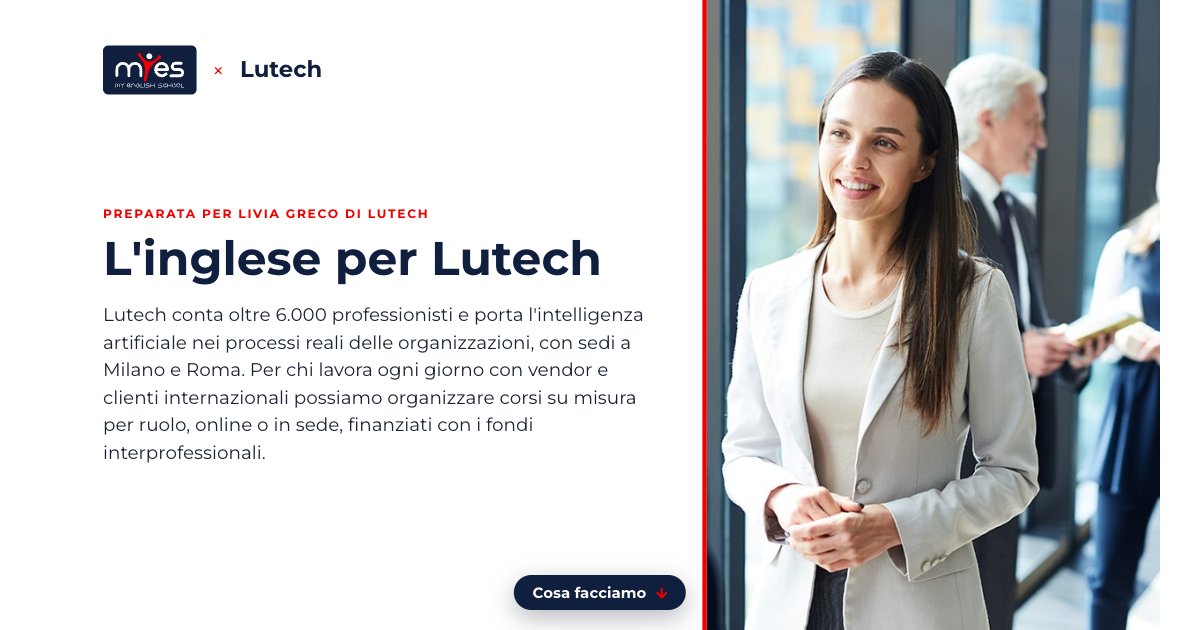 myes
MY ENGLISH SCHOOL
×
Lutech
PREPARATA PER LIVIA GRECO DI LUTECH
L'inglese per Lutech
Lutech conta oltre 6.000 professionisti e porta l'intelligenza
artificiale nei processi reali delle organizzazioni, con sedi a
Milano e Roma. Per chi lavora ogni giorno con vendor e
clienti internazionali possiamo organizzare corsi su misura
per ruolo, online o in sede, finanziati con i fondi
interprofessionali.
Cosa facciamo ↓